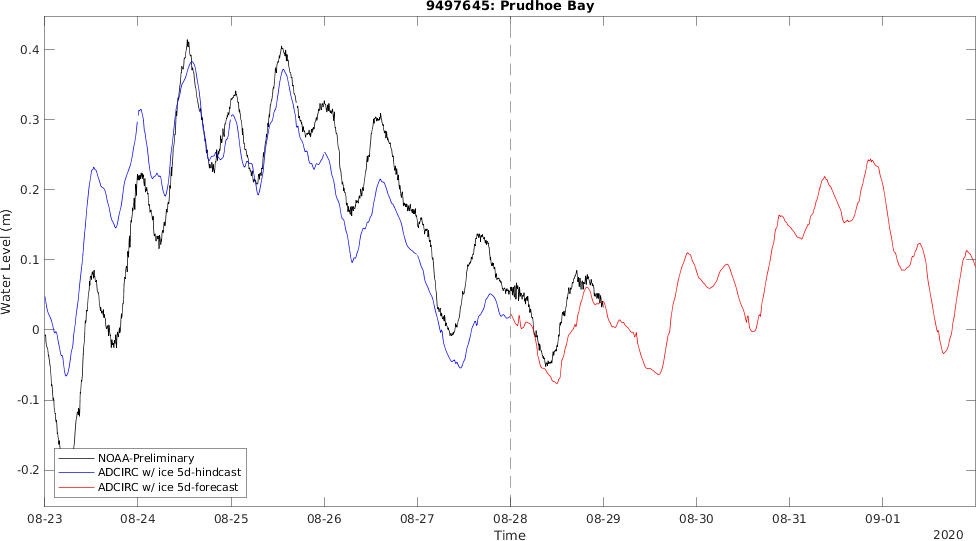 9497645: Prudhoe Bay
Water Level (m)
0.4
0.3
0.2
0.1
0
-0.1
-0.2
NOAA-Preliminary
ADCIRC w/ ice 5d-hindcast
ADCIRC w/ ice 5d-forecast
08-23 08-24 08-25 08-26 08-27 08-28 08-29 08-30 08-31 09-01
Time
2020